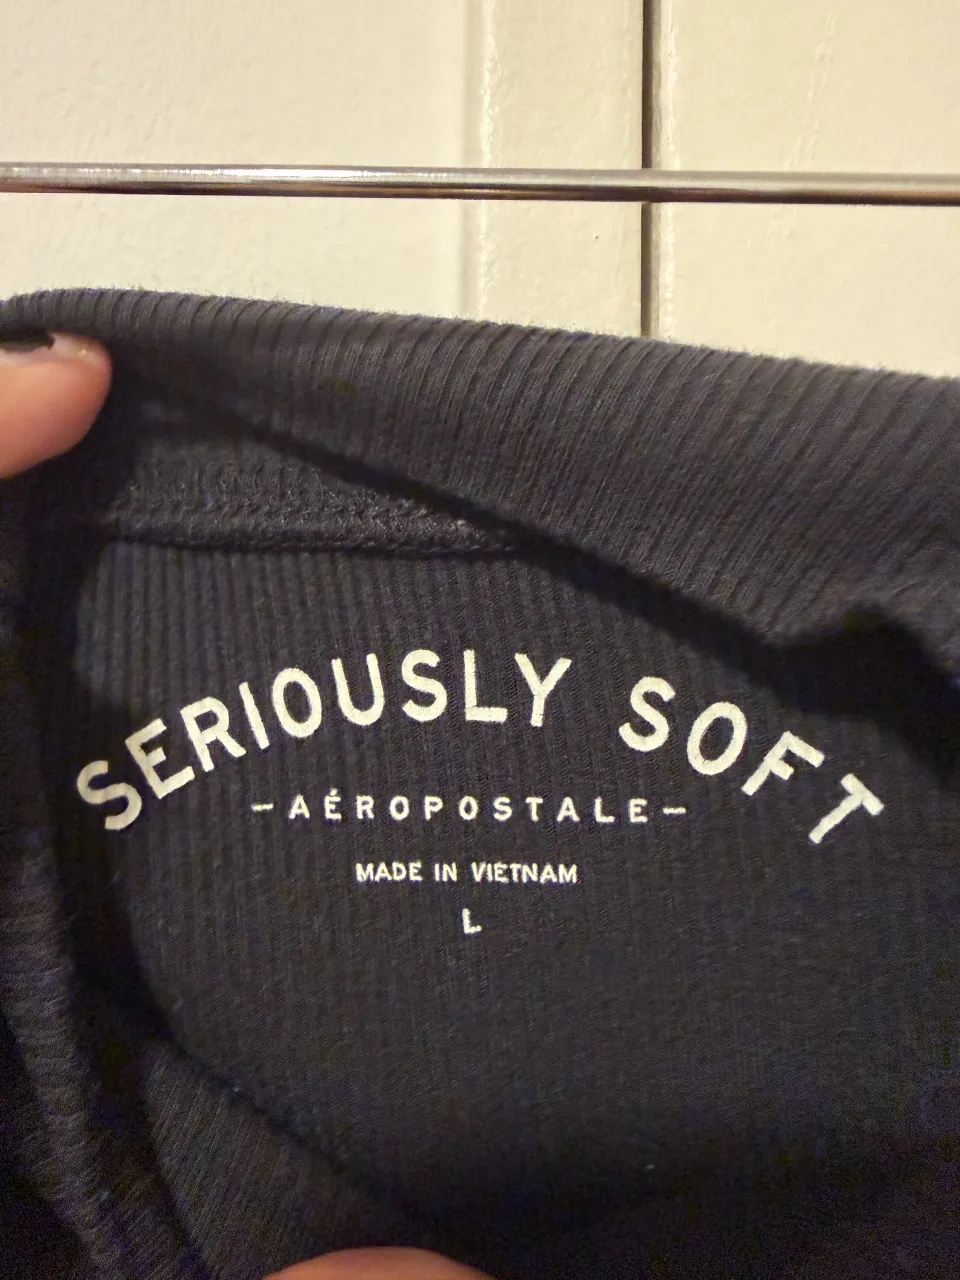 SERIOUSLY SOFT
-AÉROPOSTALE-
MADE IN VIETNAM
L